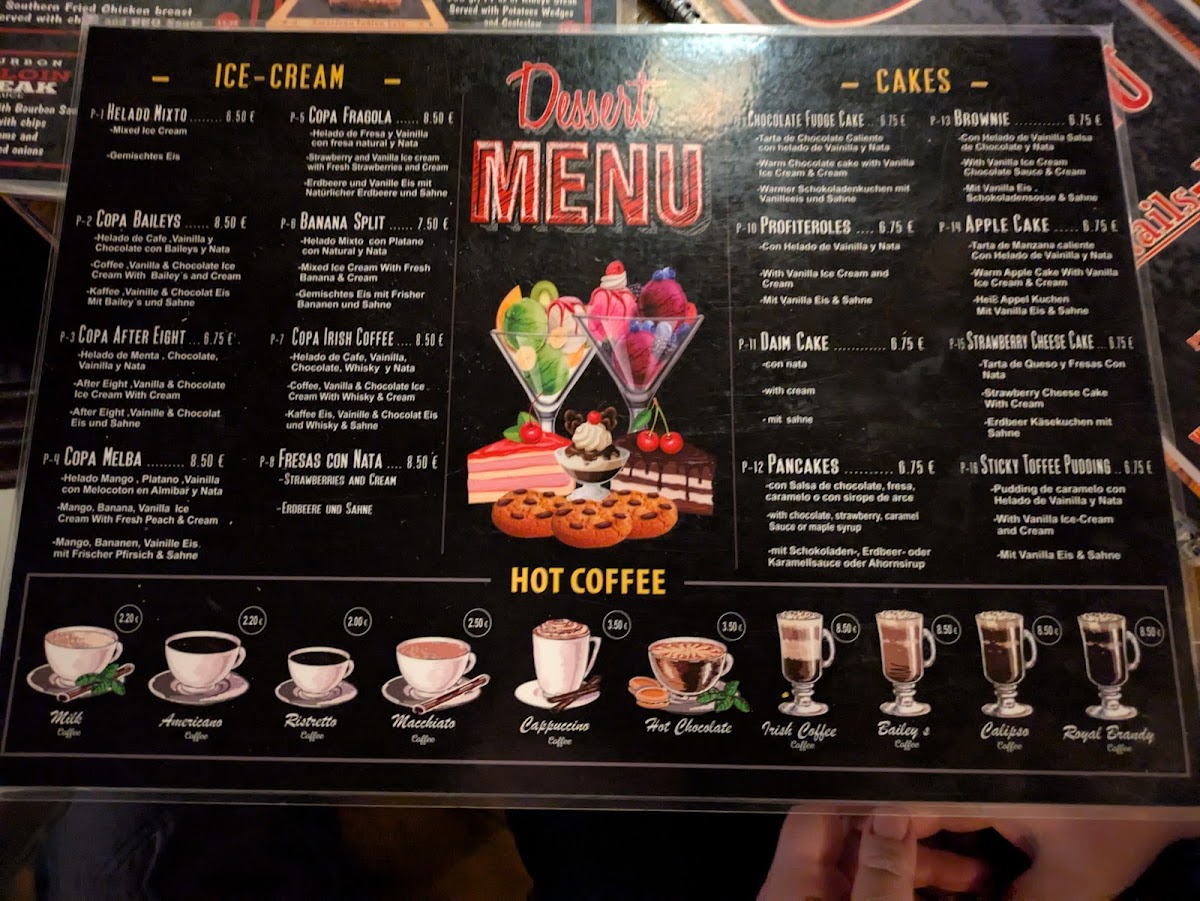 Southern Fried Chicken breast
Served with Potatoes Wedges
and Coleslaw
URBON
LOIN
EAK
with chips
and onions
- ICE-CREAM -
P-1 HELADO MIXTO ........ 6.50 €
-Mixed Ice Cream
-Gemischtes Eis
P-2 COPA BAILEYS ...... 8.50 €
-Helado de Cafe ,Vainilla y
Chocolate con Baileys y Nata
-Coffee ,Vanilla & Chocolate Ice
Cream With Bailey´s and Cream
-Kaffee ,Vainille & Chocolat Eis
Mit Bailey´s und Sahne
P-3 COPA AFTER EIGHT ... 6.75 €
-Helado de Menta , Chocolate,
Vainilla y Nata
-After Eight ,Vanilla & Chocolate
Ice Cream With Cream
-After Eight ,Vainille & Chocolat
Eis und Sahne
P-4 COPA MELBA ......... 8.50 €
-Helado Mango , Platano ,Vainilla
con Melocoton en Almibar y Nata
-Mango, Banana, Vanilla Ice
Cream With Fresh Peach & Cream
-Mango, Bananen, Vainille Eis
mit Frischer Pfirsich & Sahne
P-5 COPA FRAGOLA ...... 8.50 €
-Helado de Fresa y Vainilla
con fresa natural y Nata
-Strawberry and Vanilla Ice cream
with Fresh Strawberries and Cream
-Erdbeere und Vanille Eis mit
Natürlicher Erdbeere und Sahne
P-6 BANANA SPLIT ...... 7.50 €
-Helado Mixto con Platano
con Natural y Nata
-Mixed Ice Cream With Fresh
Banana & Cream
-Gemischtes Eis mit Frisher
Bananen und Sahne
P-7 COPA IRISH COFFEE .... 8.50 €
-Helado de Cafe, Vainilla,
Chocolate, Whisky y Nata
-Coffee, Vanilla & Chocolate Ice
Cream With Whisky & Cream
-Kaffee Eis, Vainille & Chocolat Eis
und Whisky & Sahne
P-8 FRESAS CON NATA .... 8.50 €
-STRAWBERRIES AND CREAM
-ERDBEERE UND SAHNE
Dessert
MENU
- CAKES -
CHOCOLATE FUDGE CAKE .. 6.75 €
-Tarta de Chocolate Caliente
con helado de Vainilla y Nata
-Warm Chocolate cake with Vanilla
Ice Cream & Cream
-Warmer Schokoladenkuchen mit
Vanilleeis und Sahne
P-10 PROFITEROLES .... 6.75 €
-Con Helado de Vainilla y Nata
-With Vanilla Ice Cream and
Cream
-Mit Vanilla Eis & Sahne
P-11 DAIM CAKE ............ 6.75 €
-con nata
-with cream
- mit sahne
P-12 PANCAKES .......... 6.75 €
-con Salsa de chocolate, fresa,
caramelo o con sirope de arce
-with chocolate, strawberry, caramel
Sauce or maple syrup
-mit Schokoladen-, Erdbeer- oder
Karamellsauce oder Ahornsirup
P-13 BROWNIE ........... 6.75 €
-Con Helado de Vainilla Salsa
de Chocolate y Nata
-With Vanilla Ice Cream
Chocolate Sauce & Cream
-Mit Vanilla Eis ,
Schokoladensosse & Sahne
P-14 APPLE CAKE ..... 6.75 €
-Tarta de Manzana caliente
Con Helado de Vainilla y Nata
-Warm Apple Cake With Vanilla
Ice Cream & Cream
-Heiß Appel Kuchen
Mit Vanilla Eis & Sahne
P-15 STRAWBERRY CHEESE CAKE .. 6.75 €
-Tarta de Queso y Fresas Con
Nata
-Strawberry Cheese Cake
With Cream
-Erdbeer Käsekuchen mit
Sahne
P-16 STICKY TOFFEE PUDDING .. 6.75 €
-Pudding de caramelo con
Helado de Vainilla y Nata
-With Vanilla Ice-Cream
and Cream
-Mit Vanilla Eis & Sahne
HOT COFFEE
2.20 €
2.20 €
2.00 €
2.50 €
3.50 €
3.50 €
8.50 €
8.50 €
8.50 €
8.50 €
Milk
Coffee
Americano
Coffee
Ristretto
Coffee
Macchiato
Coffee
Cappuccino
Coffee
Hot Chocolate
Irish Coffee
Coffee
Bailey s
Coffee
Calipso
Coffee
Royal Brandy
Coffee